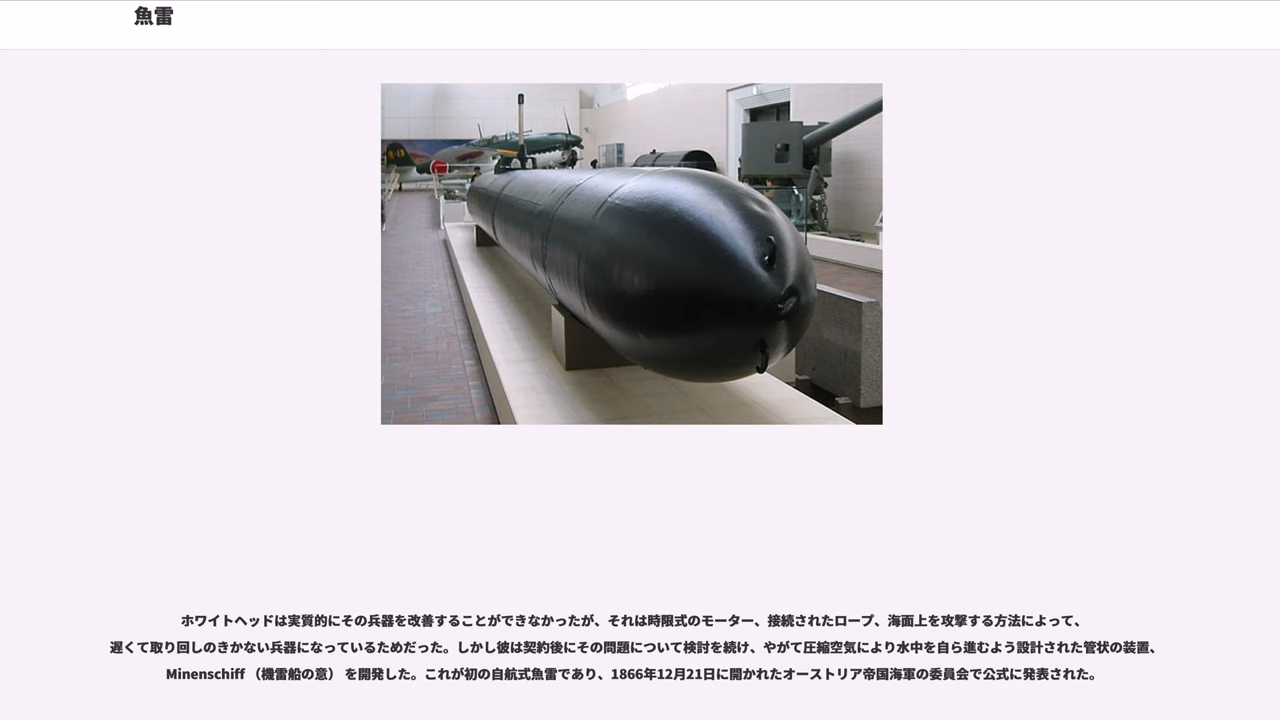 魚雷
ホワイトヘッドは実質的にその兵器を改善することができなかったが、それは時限式のモーター、接続されたロープ、海面上を攻撃する方法によって、
遅くて取り回しのきかない兵器になっているためだった。しかし彼は契約後にその問題について検討を続け、やがて圧縮空気により水中を自ら進むよう設計された管状の装置、
Minenschiff （機雷船の意） を開発した。これが初の自航式魚雷であり、1866年12月21日に開かれたオーストリア帝国海軍の委員会で公式に発表された。